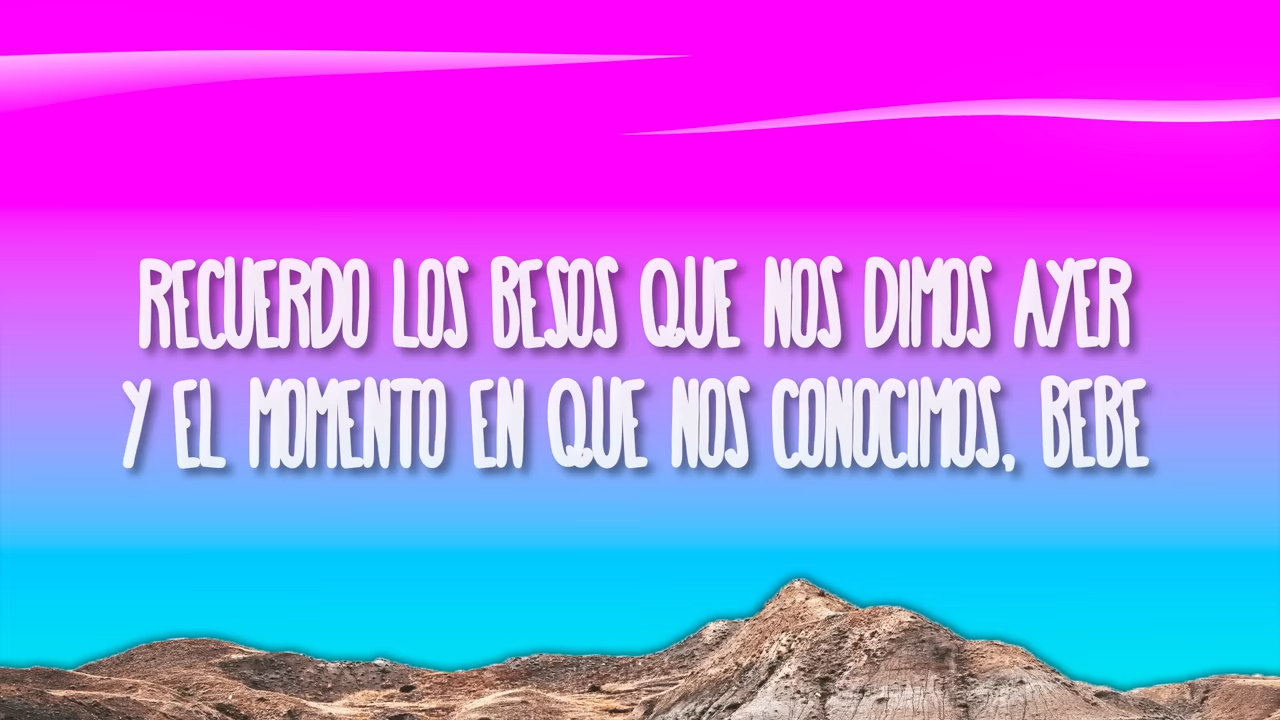 RECUERDO LOS BESOS QUE NOS DIMOS AYER
Y EL MOMENTO EN QUE NOS CONOCIMOS, BEBE